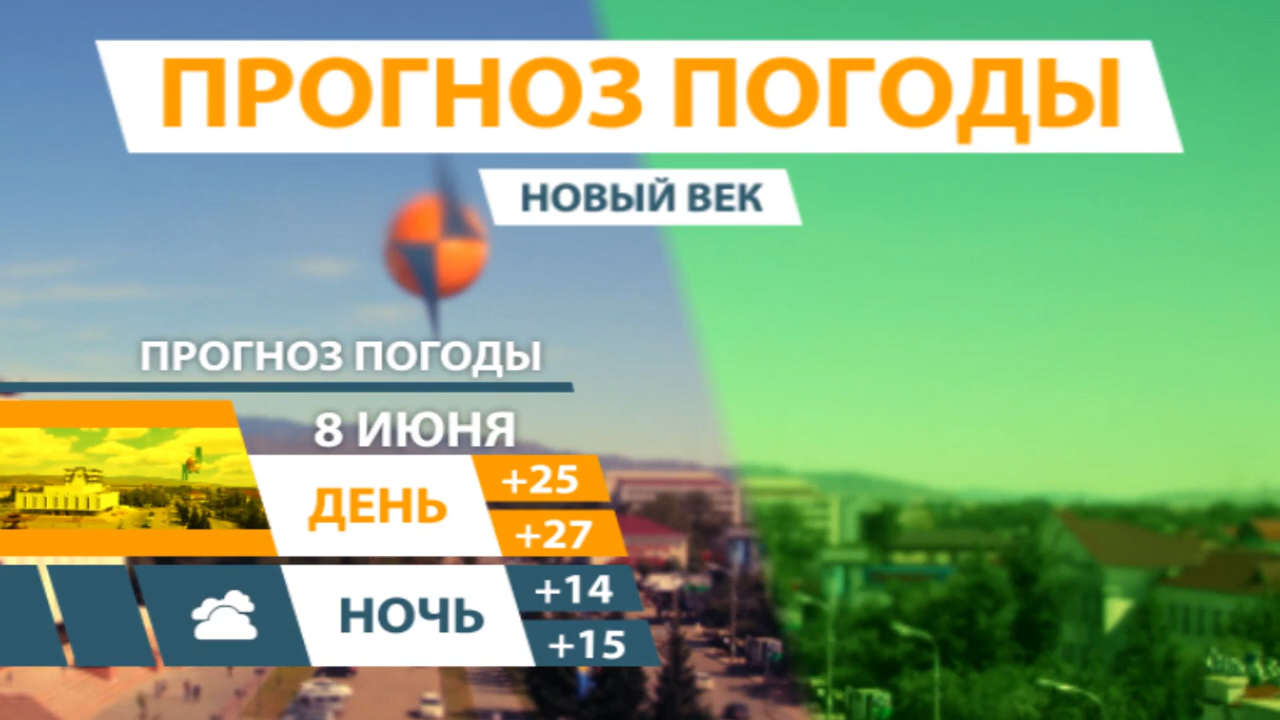 ПРОГНОЗ ПОГОДЫ
НОВЫЙ ВЕК
ПРОГНОЗ ПОГОДЫ
8 ИЮНЯ
ДЕНЬ
+25
+27
НОЧЬ
+14
+15